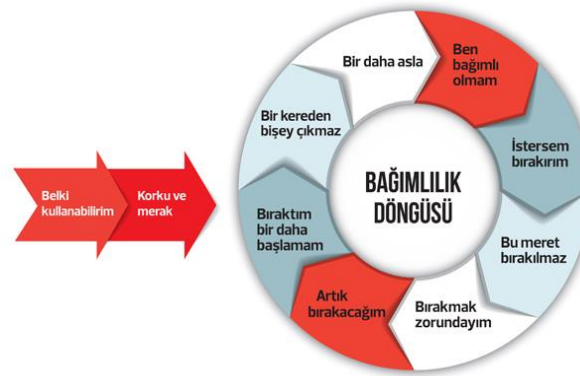 Belki
kullanabilirim
Korku ve
merak
Bir daha asla
Ben
bağımlı
olmam
İstersem
bırakırım
Bu meret
bırakılmaz
Bırakmak
zorundayım
Artık
bırakacağım
Bıraktım
bir daha
başlamam
Bir kereden
bişey çıkmaz
BAĞIMLILIK
DÖNGÜSÜ